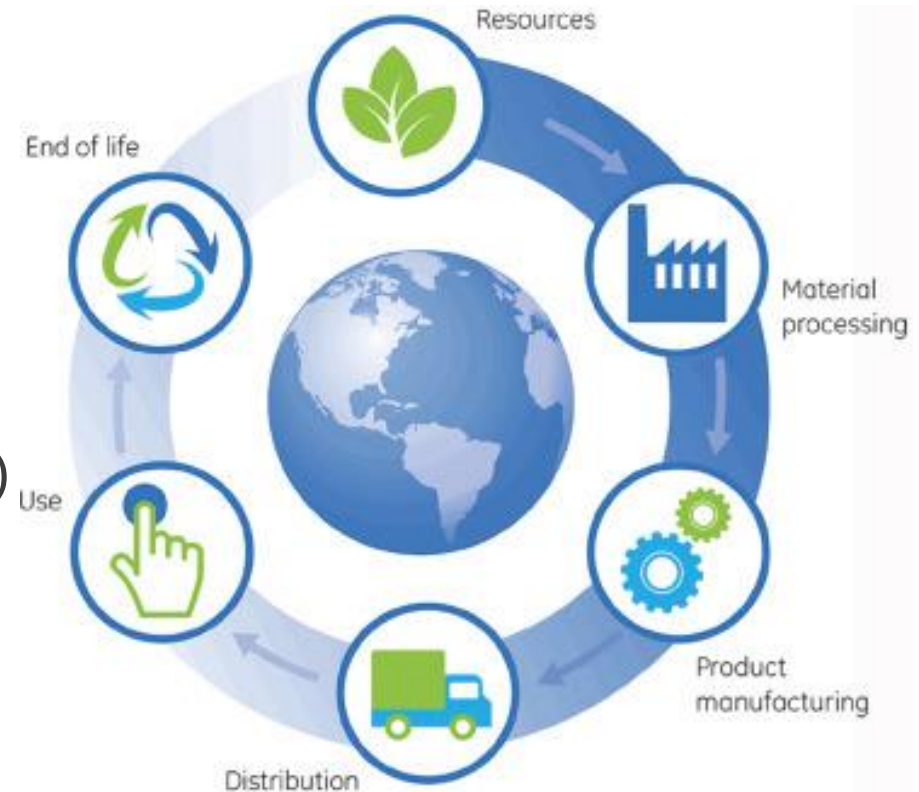 Resources
End of life
Material
processing
)
Use
Product
manufacturing
Distribution